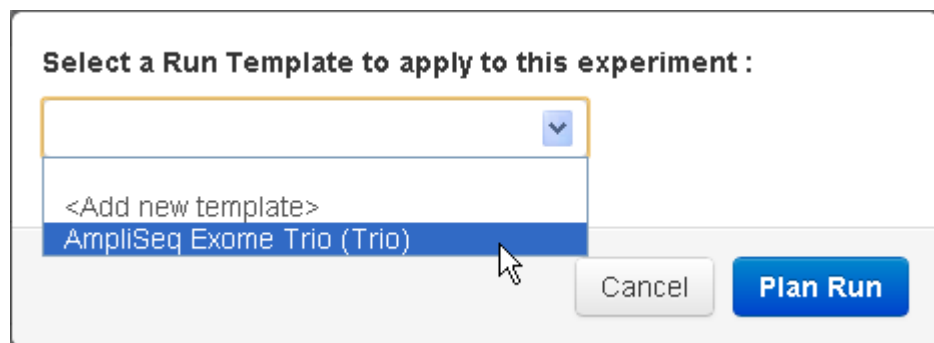 Select a Run Template to apply to this experiment :
<Add new template>
AmpliSeq Exome Trio (Trio)
Cancel Plan Run